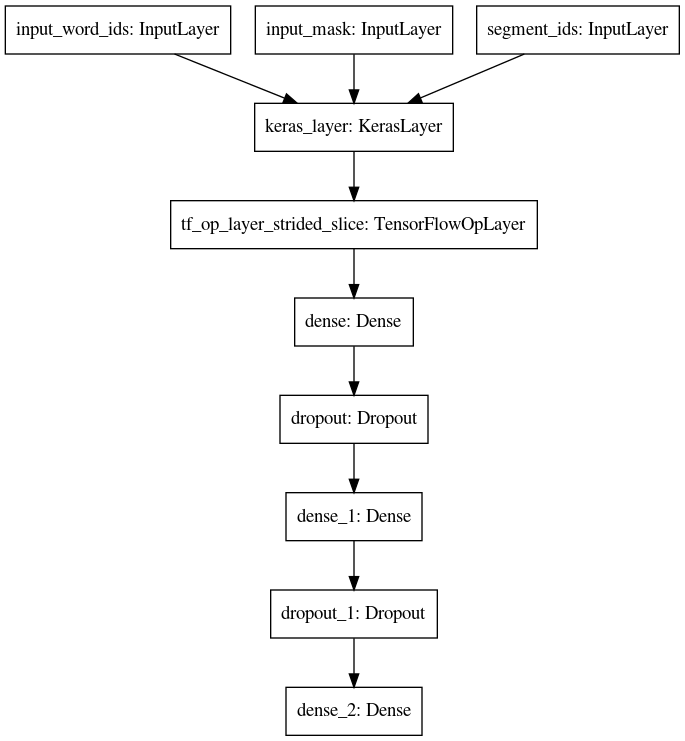 input_word_ids: InputLayer
input_mask: InputLayer
segment_ids: InputLayer
keras_layer: KerasLayer
tf_op_layer_strided_slice: TensorFlowOpLayer
dense: Dense
dropout: Dropout
dense_1: Dense
dropout_1: Dropout
dense_2: Dense